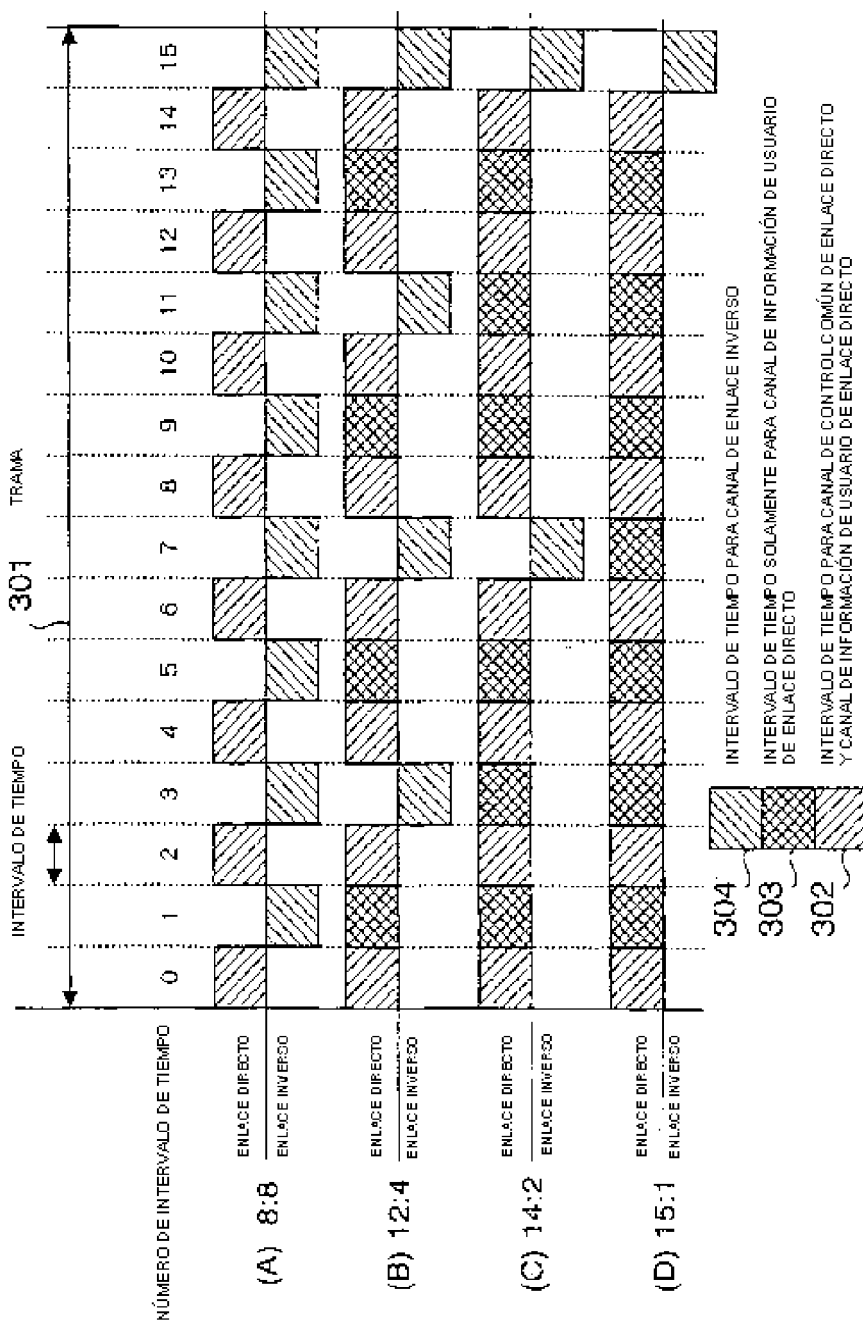 301
TRAMA
INTERVALO DE TIEMPO
NÚMERO DE INTERVALO DE TIEMPO
0 1 2 3 4 5 6 7 8 9 10 11 12 13 14 15
(A) 8:8
ENLACE DIRECTO
ENLACE INVERSO
(B) 12:4
ENLACE DIRECTO
ENLACE INVERSO
(C) 14:2
ENLACE DIRECTO
ENLACE INVERSO
(D) 15:1
ENLACE DIRECTO
ENLACE INVERSO
304
INTERVALO DE TIEMPO PARA CANAL DE ENLACE INVERSO
303
INTERVALO DE TIEMPO SOLAMENTE PARA CANAL DE INFORMACIÓN DE USUARIO
DE ENLACE DIRECTO
302
INTERVALO DE TIEMPO PARA CANAL DE CONTROL COMÚN DE ENLACE DIRECTO
Y CANAL DE INFORMACIÓN DE USUARIO DE ENLACE DIRECTO